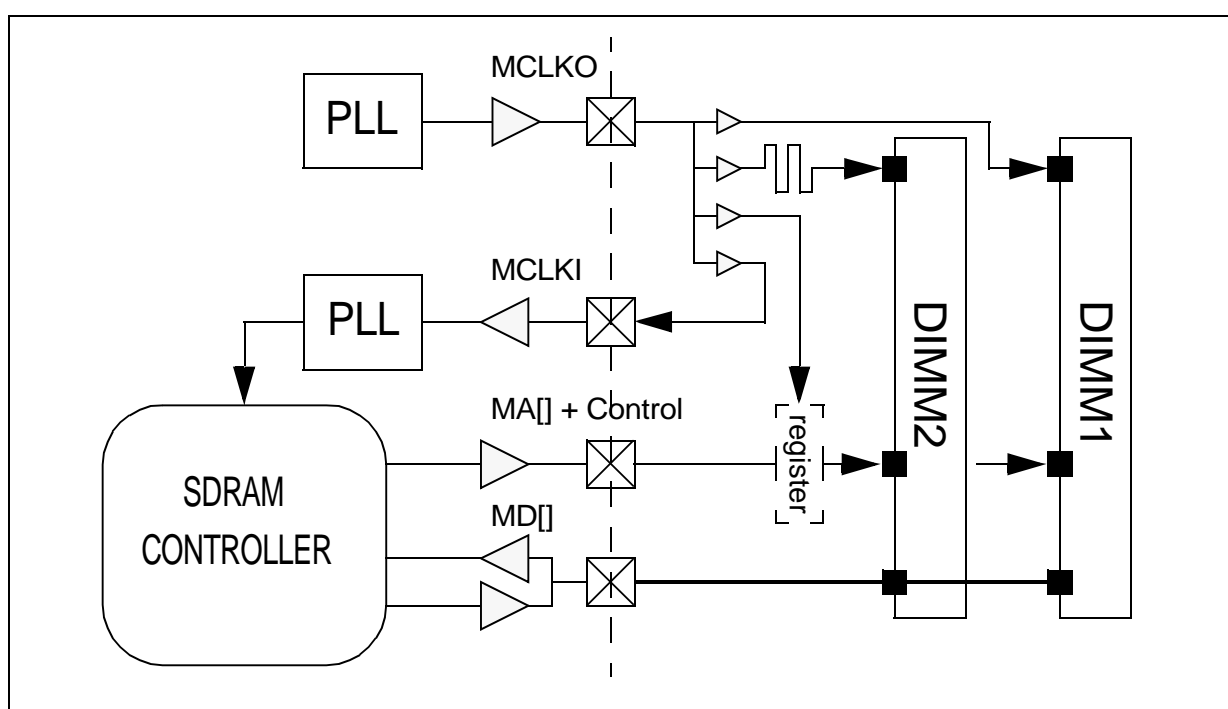 MCLKO
PLL
MCLKI
PLL
MA[] + Control
register
DIMM2
DIMM1
SDRAM
CONTROLLER
MD[]